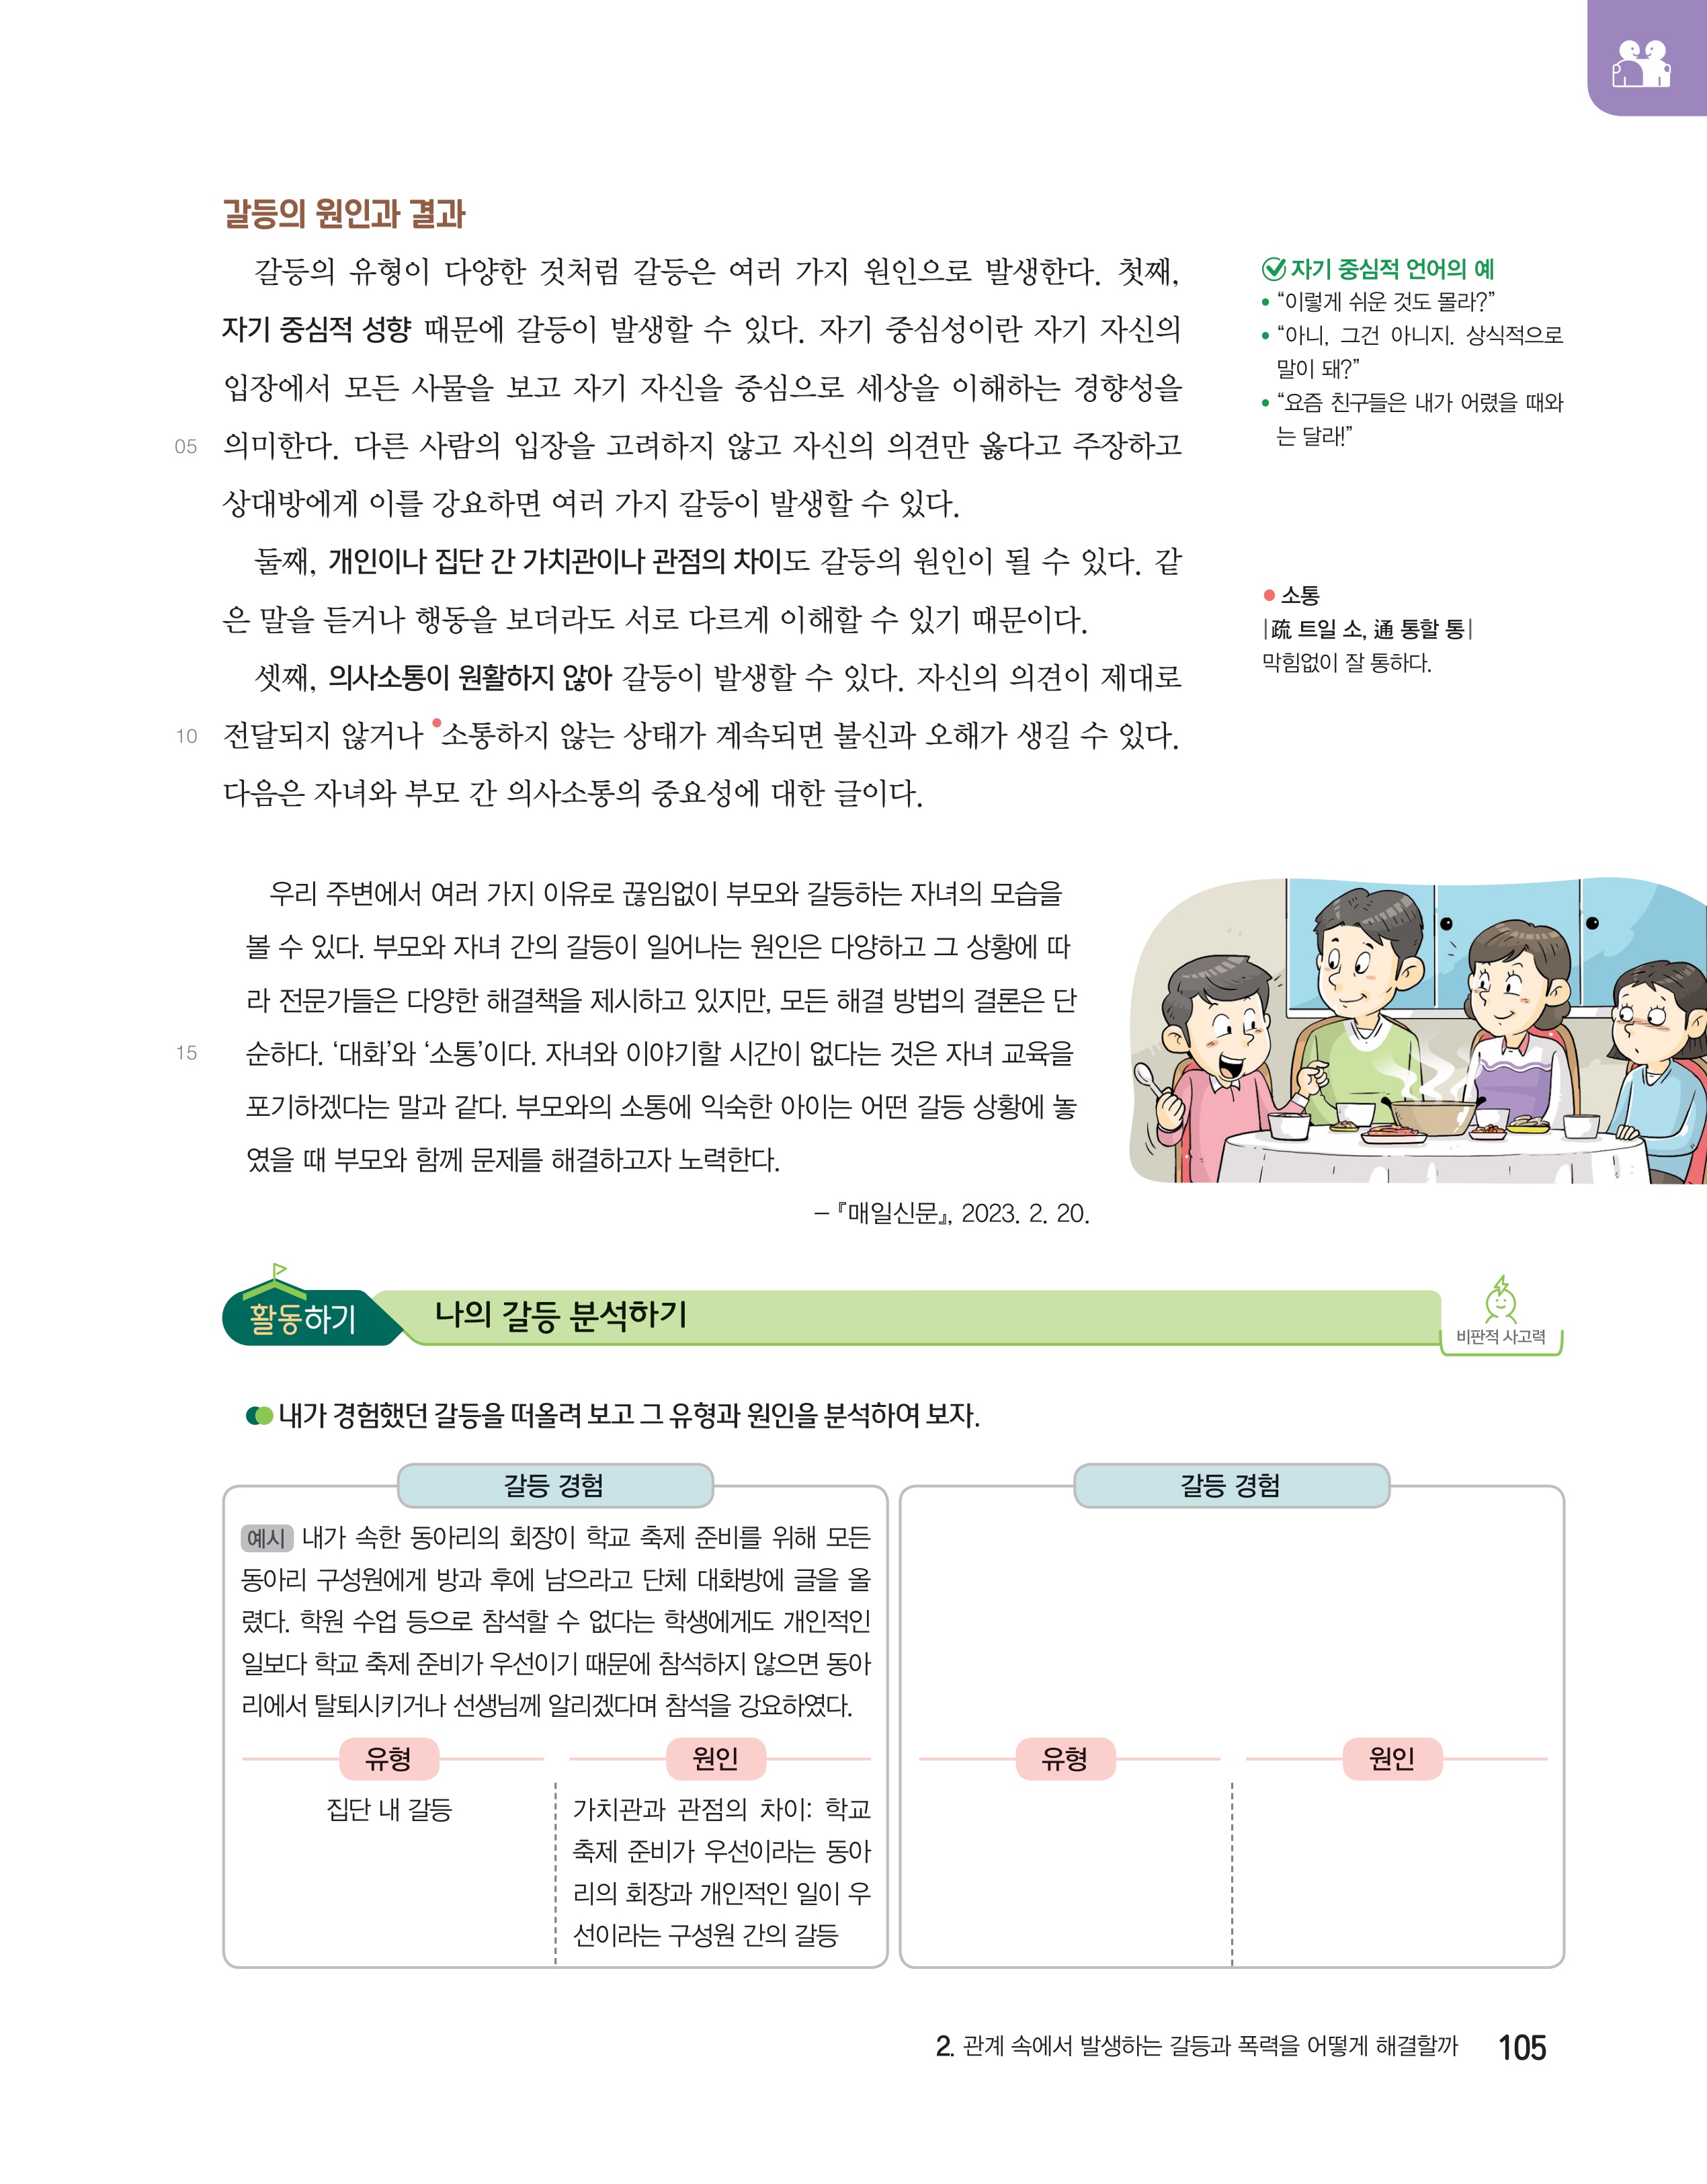 갈등의 원인과 결과
갈등의 유형이 다양한 것처럼 갈등은 여러 가지 원인으로 발생한다. 첫째,
자기 중심적 성향 때문에 갈등이 발생할 수 있다. 자기 중심성이란 자기 자신의
입장에서 모든 사물을 보고 자기 자신을 중심으로 세상을 이해하는 경향성을
05 의미한다. 다른 사람의 입장을 고려하지 않고 자신의 의견만 옳다고 주장하고
상대방에게 이를 강요하면 여러 가지 갈등이 발생할 수 있다.
둘째, 개인이나 집단 간 가치관이나 관점의 차이도 갈등의 원인이 될 수 있다. 같
은 말을 듣거나 행동을 보더라도 서로 다르게 이해할 수 있기 때문이다.
셋째, 의사소통이 원활하지 않아 갈등이 발생할 수 있다. 자신의 의견이 제대로
10 전달되지 않거나 •소통하지 않는 상태가 계속되면 불신과 오해가 생길 수 있다.
다음은 자녀와 부모 간 의사소통의 중요성에 대한 글이다.
자기 중심적 언어의 예
• “이렇게 쉬운 것도 몰라?”
• “아니, 그건 아니지. 상식적으로
말이 돼?”
• “요즘 친구들은 내가 어렸을 때와
는 달라!”
• 소통
|疏 트일 소, 通 통할 통|
막힘없이 잘 통하다.
우리 주변에서 여러 가지 이유로 끊임없이 부모와 갈등하는 자녀의 모습을
볼 수 있다. 부모와 자녀 간의 갈등이 일어나는 원인은 다양하고 그 상황에 따
라 전문가들은 다양한 해결책을 제시하고 있지만, 모든 해결 방법의 결론은 단
15 순하다. ‘대화’와 ‘소통’이다. 자녀와 이야기할 시간이 없다는 것은 자녀 교육을
포기하겠다는 말과 같다. 부모와의 소통에 익숙한 아이는 어떤 갈등 상황에 놓
였을 때 부모와 함께 문제를 해결하고자 노력한다.
– 『매일신문』, 2023. 2. 20.
활동하기 나의 갈등 분석하기
비판적 사고력
내가 경험했던 갈등을 떠올려 보고 그 유형과 원인을 분석하여 보자.
갈등 경험
예시 내가 속한 동아리의 회장이 학교 축제 준비를 위해 모든
동아리 구성원에게 방과 후에 남으라고 단체 대화방에 글을 올
렸다. 학원 수업 등으로 참석할 수 없다는 학생에게도 개인적인
일보다 학교 축제 준비가 우선이기 때문에 참석하지 않으면 동아
리에서 탈퇴시키거나 선생님께 알리겠다며 참석을 강요하였다.
유형
집단 내 갈등
원인
가치관과 관점의 차이: 학교
축제 준비가 우선이라는 동아
리의 회장과 개인적인 일이 우
선이라는 구성원 간의 갈등
갈등 경험
유형
원인
2. 관계 속에서 발생하는 갈등과 폭력을 어떻게 해결할까 105